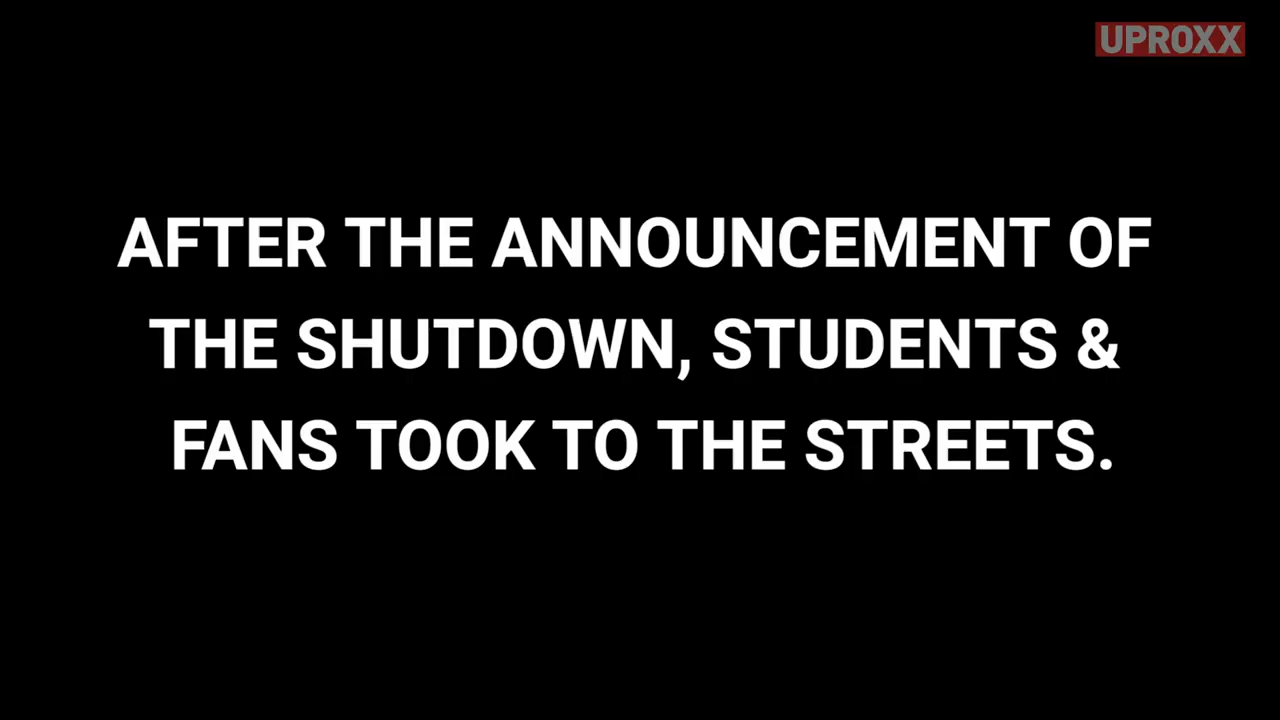 UPROXX
AFTER THE ANNOUNCEMENT OF
THE SHUTDOWN, STUDENTS &
FANS TOOK TO THE STREETS.